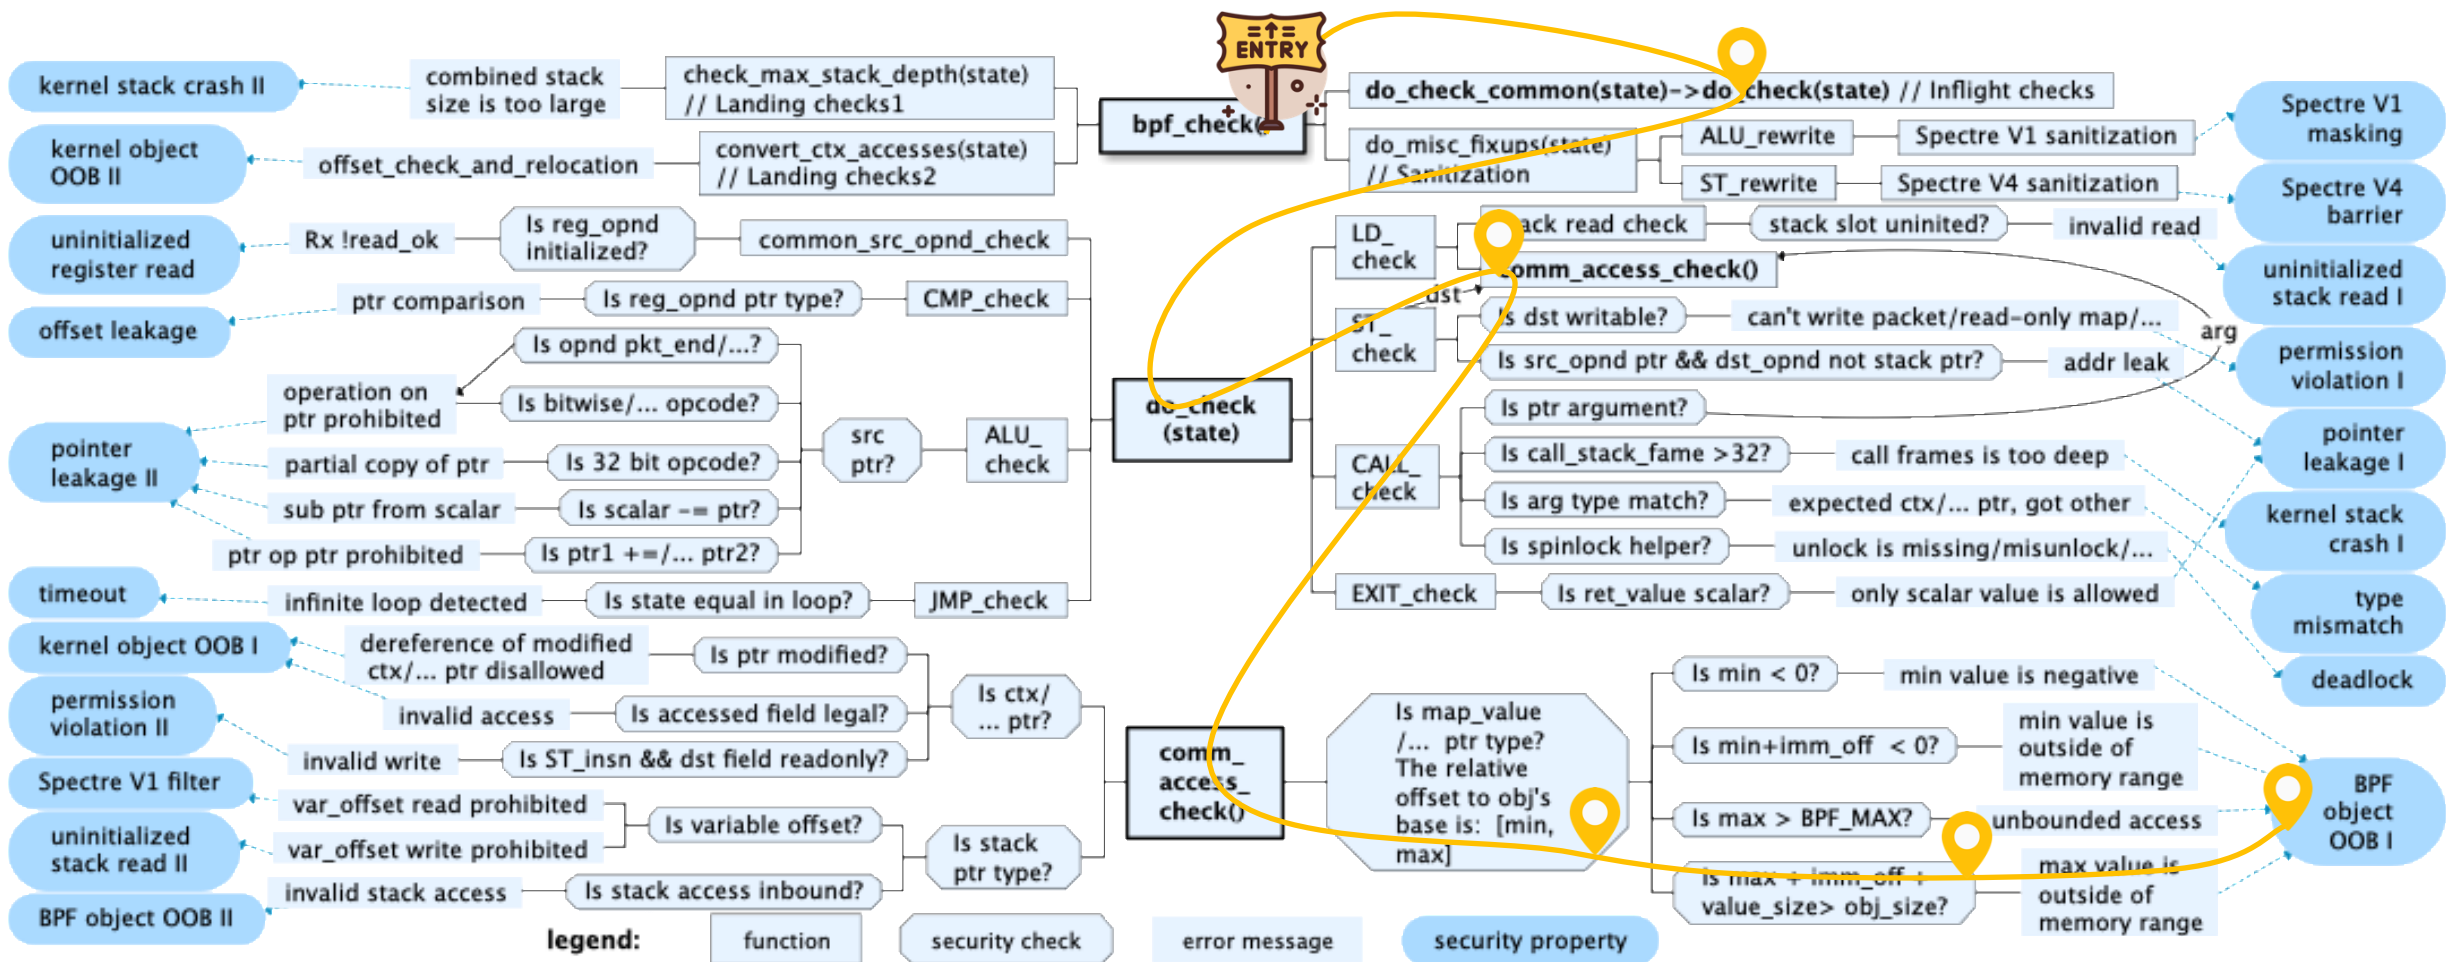 ENTRY
kernel stack crash II
combined stack
size is too large
check_max_stack_depth(state)
// Landing checks1
bpf_check()
do_check_common(state)->do_check(state) // Inflight checks
Spectre V1
masking
kernel object
OOB II
offset_check_and_relocation
convert_ctx_accesses(state)
// Landing checks2
do_misc_fixups(state)
// Sanitization
ALU_rewrite
Spectre V1 sanitization
ST_rewrite
Spectre V4 sanitization
Spectre V4
barrier
uninitialized
register read
Rx !read_ok
Is reg_opnd
initialized?
common_src_opnd_check
LD_
check
stack read check
stack slot uninited?
invalid read
comm_access_check()
uninitialized
stack read I
offset leakage
ptr comparison
Is reg_opnd ptr type?
CMP_check
dst
ST_
check
Is dst writable?
can't write packet/read-only map/...
arg
permission
violation I
Is src_opnd ptr && dst_opnd not stack ptr?
addr leak
Is opnd pkt_end/...?
operation on
ptr prohibited
Is bitwise/... opcode?
do_check
(state)
Is ptr argument?
pointer
leakage II
partial copy of ptr
Is 32 bit opcode?
src
ptr?
ALU_
check
CALL_
check
Is call_stack_fame >32?
call frames is too deep
pointer
leakage I
sub ptr from scalar
Is scalar -= ptr?
Is arg type match?
expected ctx/... ptr, got other
kernel stack
crash I
ptr op ptr prohibited
Is ptr1 +=/... ptr2?
Is spinlock helper?
unlock is missing/misunlock/...
timeout
infinite loop detected
Is state equal in loop?
JMP_check
EXIT_check
Is ret_value scalar?
only scalar value is allowed
type
mismatch
kernel object OOB I
dereference of modified
ctx/... ptr disallowed
Is ptr modified?
Is min < 0?
min value is negative
deadlock
permission
violation II
invalid access
Is accessed field legal?
Is ctx/
... ptr?
invalid write
Is ST_insn && dst field readonly?
comm_
access_
check()
Is map_value
/... ptr type?
The relative
offset to obj's
base is: [min,
max]
Is min+imm_off < 0?
min value is
outside of
memory range
Spectre V1 filter
var_offset read prohibited
Is variable offset?
Is max > BPF_MAX?
unbounded access
BPF
object
OOB I
uninitialized
stack read II
var_offset write prohibited
Is stack
ptr type?
Is max + imm_off +
value_size> obj_size?
max value is
outside of
memory range
BPF object OOB II
invalid stack access
Is stack access inbound?
legend:
function
security check
error message
security property